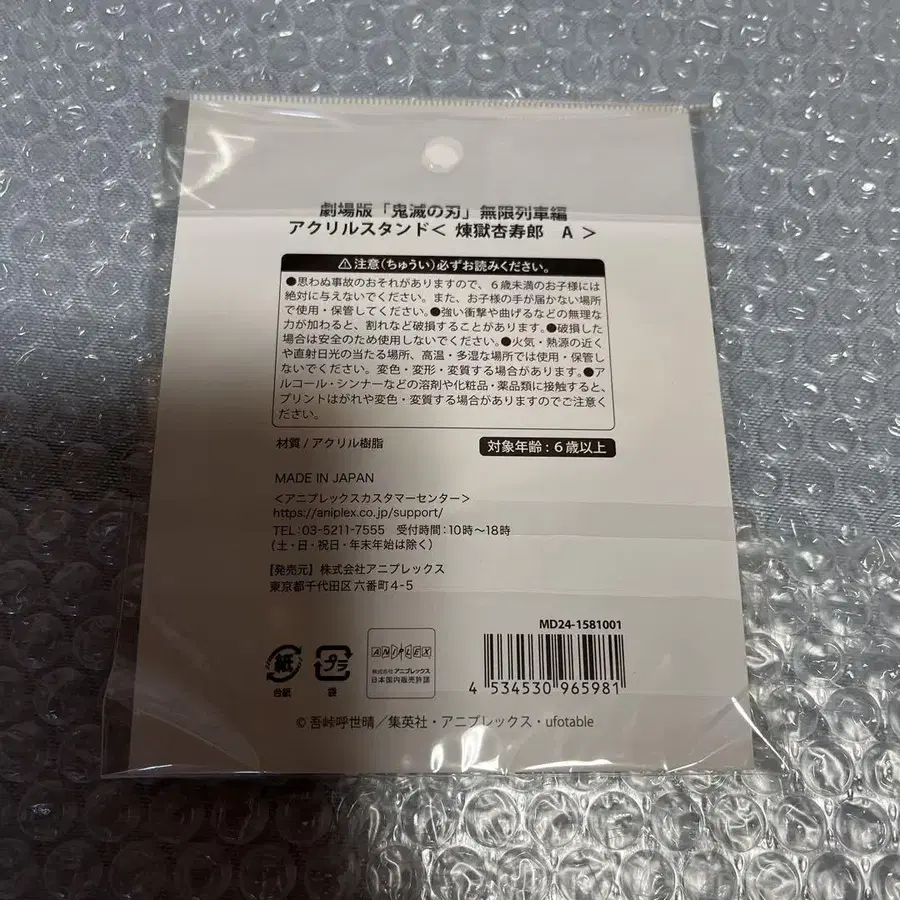 劇場版「鬼滅の刃」無限列車編
アクリルスタンド＜ 煉獄杏寿郎　A ＞
⚠注意（ちゅうい）必ずお読みください。
●思わぬ事故のおそれがありますので、６歳未満のお子様には
絶対に与えないでください。また、お子様の手が届かない場所
で使用・保管してください。●強い衝撃や曲げるなどの無理な
力が加わると、割れなど破損することがあります。●破損した
場合は安全のため使用しないでください。●火気・熱源の近く
や直射日光の当たる場所、高温・多湿な場所では使用・保管し
ないでください。変色・変形・変質する場合があります。●ア
ルコール・シンナーなどの溶剤や化粧品・薬品類に接触すると、
プリントはがれや変色・変質する場合がありますのでご注意く
ださい。
材質 / アクリル樹脂
対象年齢：６歳以上
MADE IN JAPAN
＜アニプレックスカスタマーセンター＞
https://aniplex.co.jp/support/
TEL：03-5211-7555　受付時間：10時〜18時
（土・日・祝日・年末年始は除く）
【発売元】株式会社アニプレックス
東京都千代田区六番町4-5
MD24-1581001
紙
台紙
プラ
袋
ANIPLEX
株式会社アニプレックス
日本国内販売許諾
4 534530 965981
© 吾峠呼世晴／集英社・アニプレックス・ufotable